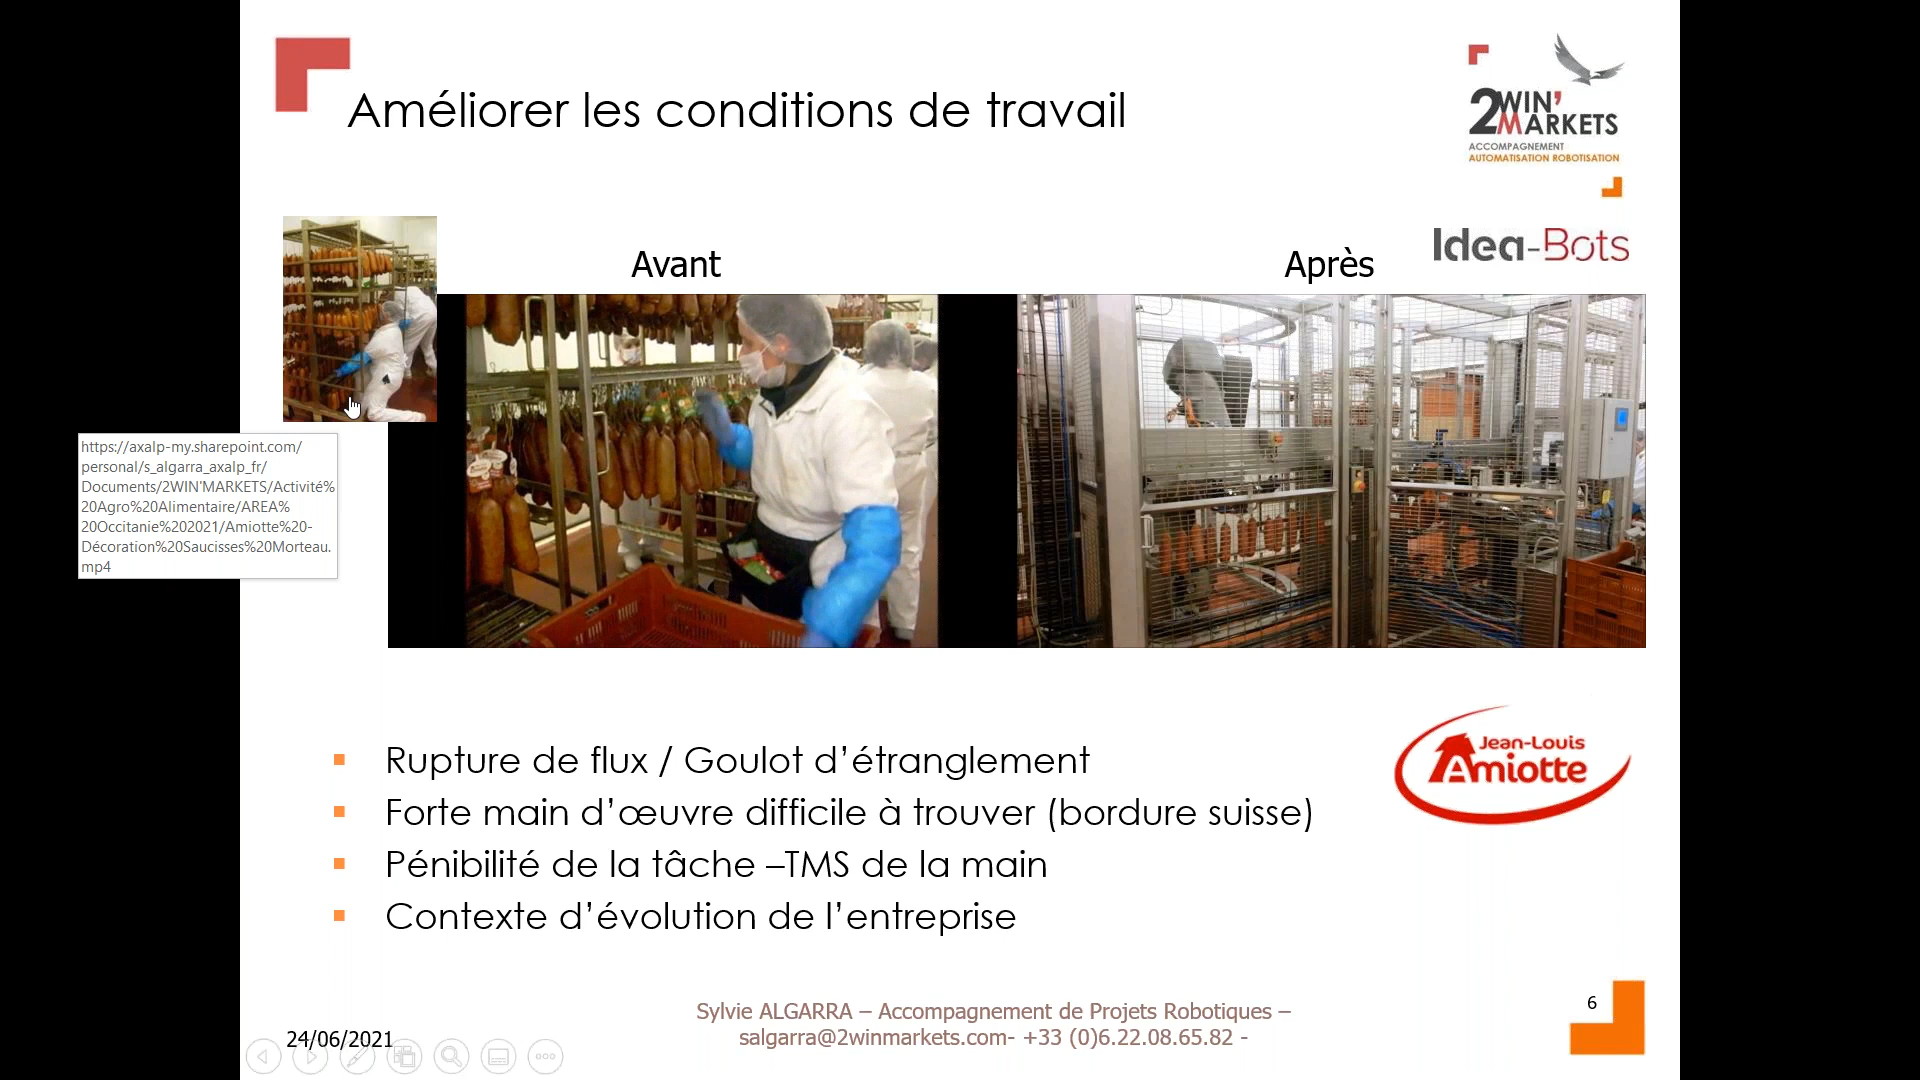 Améliorer les conditions de travail
2WIN'
MARKETS
ACCOMPAGNEMENT
AUTOMATISATION ROBOTISATION
Idea-Bots
Avant
Après
https://axalp-my.sharepoint.com/
personal/s_algarra_axalp_fr/
Documents/2WIN'MARKETS/Activité%
20Agro%20Alimentaire/AREA%
20Occitanie%202021/Amiotte%20-
Décoration%20Saucisses%20Morteau.
mp4
Jean-Louis
Amiotte
Rupture de flux / Goulot d’étranglement
Forte main d’œuvre difficile à trouver (bordure suisse)
Pénibilité de la tâche –TMS de la main
Contexte d’évolution de l’entreprise
Sylvie ALGARRA – Accompagnement de Projets Robotiques –
salgarra@2winmarkets.com- +33 (0)6.22.08.65.82 -
24/06/2021
6